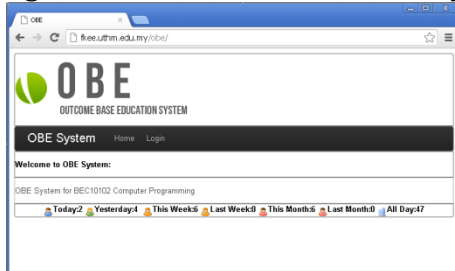 OBE
fkee.uthm.edu.my/obe/
OBE
OUTCOME BASE EDUCATION SYSTEM
OBE System Home Login
Welcome to OBE System:
OBE System for BEC10102 Computer Programming
Today:2 Yesterday:4 This Week:6 Last Week:0 This Month:6 Last Month:0 All Day:47